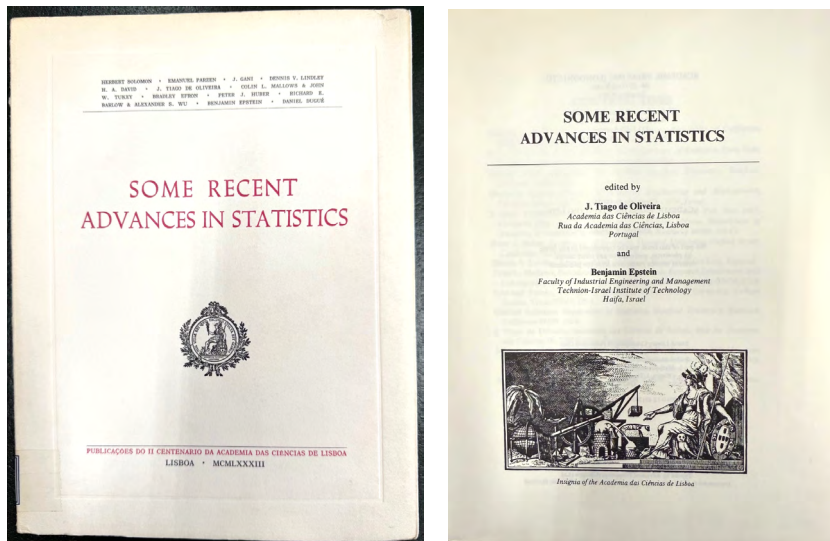 HERBERT SOLOMON • EMANUEL PARZEN • J. GANI • DENNIS V. LINDLEY
H. A. DAVID • J. TIAGO DE OLIVEIRA • COLIN L. MALLOWS & JOHN
W. TUKEY • BRADLEY EFRON • PETER J. HUBER • RICHARD E.
BARLOW & ALEXANDER S. WU • BENJAMIN EPSTEIN • DANIEL DUGUÉ
SOME RECENT
ADVANCES IN STATISTICS
PUBLICAÇÕES DO II CENTENÁRIO DA ACADEMIA DAS CIÊNCIAS DE LISBOA
LISBOA • MCMLXXXIII
SOME RECENT
ADVANCES IN STATISTICS
edited by
J. Tiago de Oliveira
Academia das Ciências de Lisboa
Rua da Academia das Ciências, Lisboa
Portugal
and
Benjamin Epstein
Faculty of Industrial Engineering and Management
Technion-Israel Institute of Technology
Haifa, Israel
Insignia of the Academia das Ciências de Lisboa